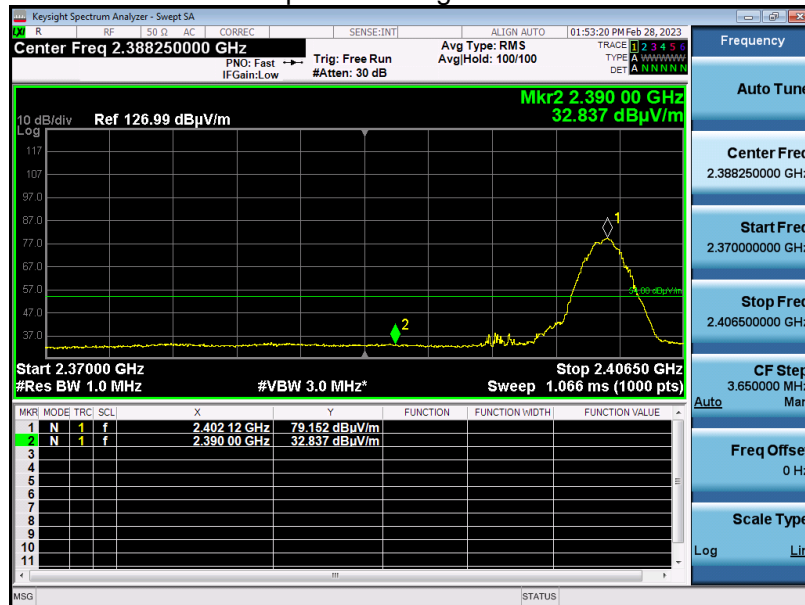 Keysight Spectrum Analyzer - Swept SA
LXI R RF 50 Ω AC CORREC SENSE:INT ALIGN AUTO 01:53:20 PM Feb 28, 2023
Center Freq 2.388250000 GHz
PNO: Fast
IFGain:Low
Trig: Free Run
#Atten: 30 dB
Avg Type: RMS
Avg|Hold: 100/100
TRACE 1 2 3 4 5 6
TYPE A WWWWW
DET A N N N N N
Mkr2 2.390 00 GHz
32.837 dBµV/m
10 dB/div Ref 126.99 dBµV/m
Log
117
107
97.0
87.0
77.0
67.0
57.0
47.0
37.0
1
54.00 dBµV/m
2
Start 2.37000 GHz Stop 2.40650 GHz
#Res BW 1.0 MHz #VBW 3.0 MHz* Sweep 1.066 ms (1000 pts)
MKR MODE TRC SCL X Y FUNCTION FUNCTION WIDTH FUNCTION VALUE
1 N 1 f 2.402 12 GHz 79.152 dBµV/m
2 N 1 f 2.390 00 GHz 32.837 dBµV/m
3
4
5
6
7
8
9
10
11
MSG STATUS
Frequency
Auto Tune
Center Freq
2.388250000 GHz
Start Freq
2.370000000 GHz
Stop Freq
2.406500000 GHz
CF Step
3.650000 MHz
Auto Man
Freq Offset
0 Hz
Scale Type
Log Lin